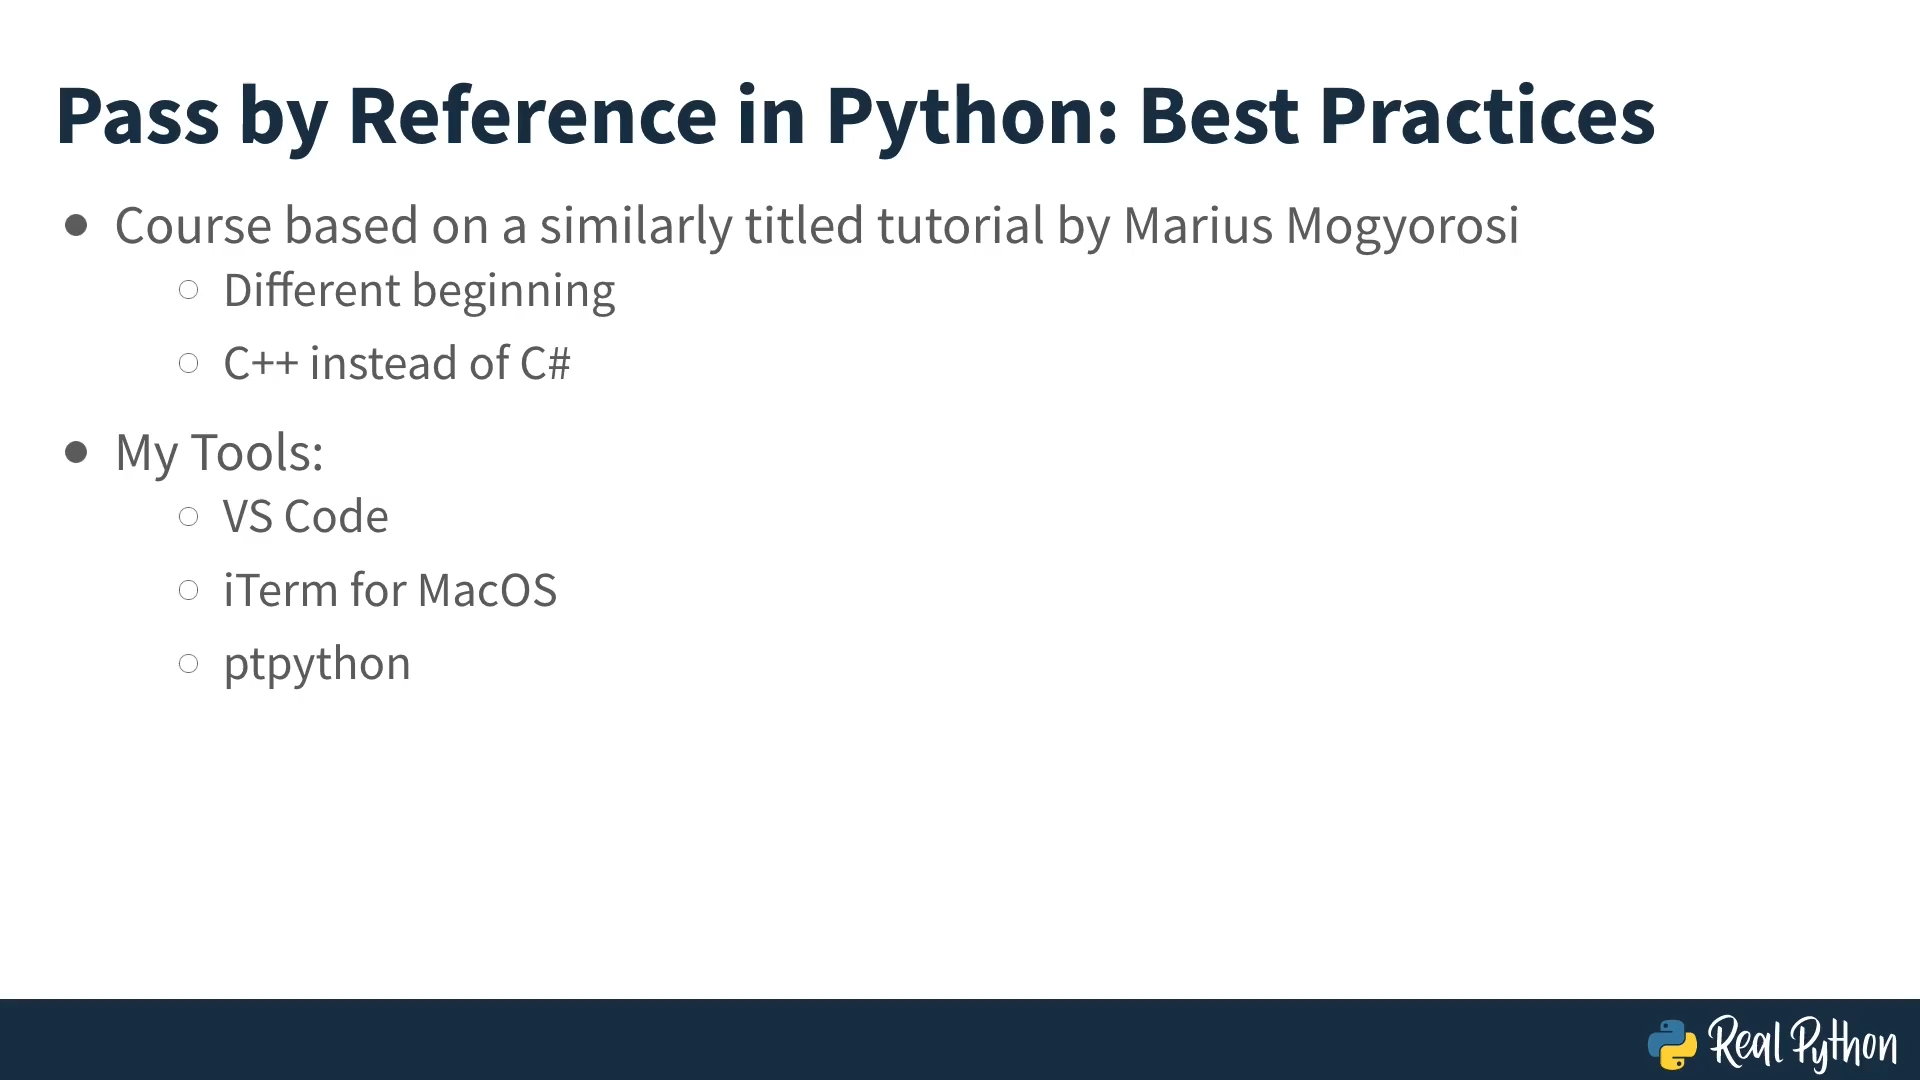 Pass by Reference in Python: Best Practices
● Course based on a similarly titled tutorial by Marius Mogyorosi
○ Different beginning
○ C++ instead of C#
● My Tools:
○ VS Code
○ iTerm for MacOS
○ ptpython
Real Python